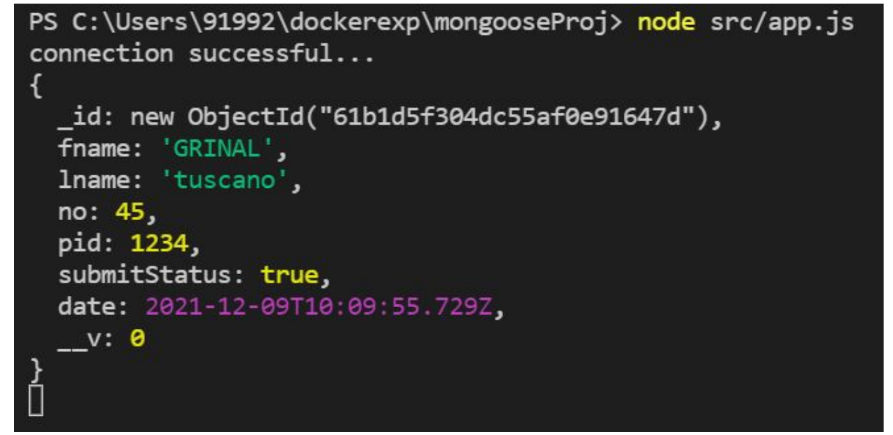 PS C:\Users\91992\dockerexp\mongooseProj> node src/app.js
connection successful...
{
  _id: new ObjectId("61b1d5f304dc55af0e91647d"),
  fname: 'GRINAL',
  lname: 'tuscano',
  no: 45,
  pid: 1234,
  submitStatus: true,
  date: 2021-12-09T10:09:55.729Z,
  __v: 0
}